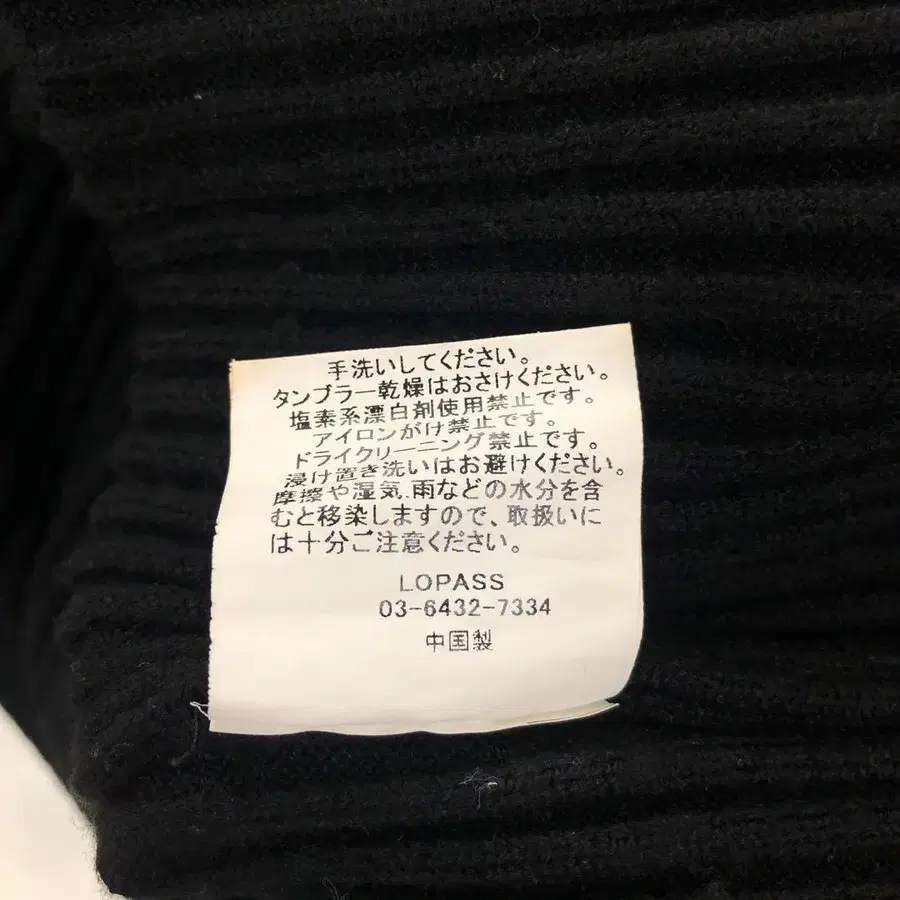 手洗いしてください。
タンブラー乾燥はおさけください。
塩素系漂白剤使用禁止です。
アイロンがけ禁止です。
ドライクリーニング禁止です。
浸け置き洗いはお避けください。
摩擦や湿気、雨などの水分を含
むと移染しますので、取扱いに
は十分ご注意ください。
LOPASS
03-6432-7334
中国製